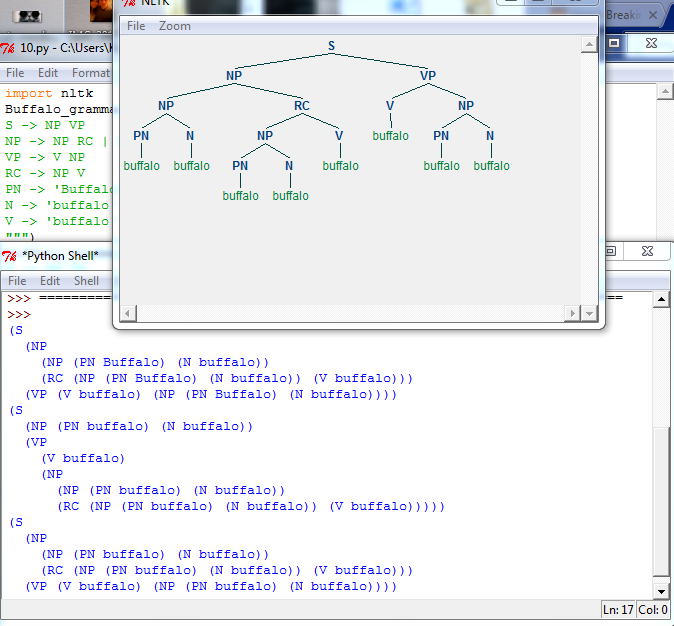 NLTK
Breakin
10.py - C:\Users\
File Edit Format
File Zoom
import nltk
Buffalo_gramma
S -> NP VP
NP -> NP RC |
VP -> V NP
RC -> NP V
PN -> 'Buffalo
N -> 'buffalo
V -> 'buffalo
""")
S
NP VP
NP RC V NP
PN N NP V buffalo PN N
buffalo buffalo PN N buffalo buffalo buffalo
buffalo buffalo
*Python Shell*
File Edit Shell
>>>
>>>
(S
(NP
(NP (PN Buffalo) (N buffalo))
(RC (NP (PN Buffalo) (N buffalo)) (V buffalo)))
(VP (V buffalo) (NP (PN Buffalo) (N buffalo))))
(S
(NP (PN buffalo) (N buffalo))
(VP
(V buffalo)
(NP
(NP (PN buffalo) (N buffalo))
(RC (NP (PN buffalo) (N buffalo)) (V buffalo)))))
(S
(NP
(NP (PN buffalo) (N buffalo))
(RC (NP (PN buffalo) (N buffalo)) (V buffalo)))
(VP (V buffalo) (NP (PN buffalo) (N buffalo))))
Ln: 17 Col: 0